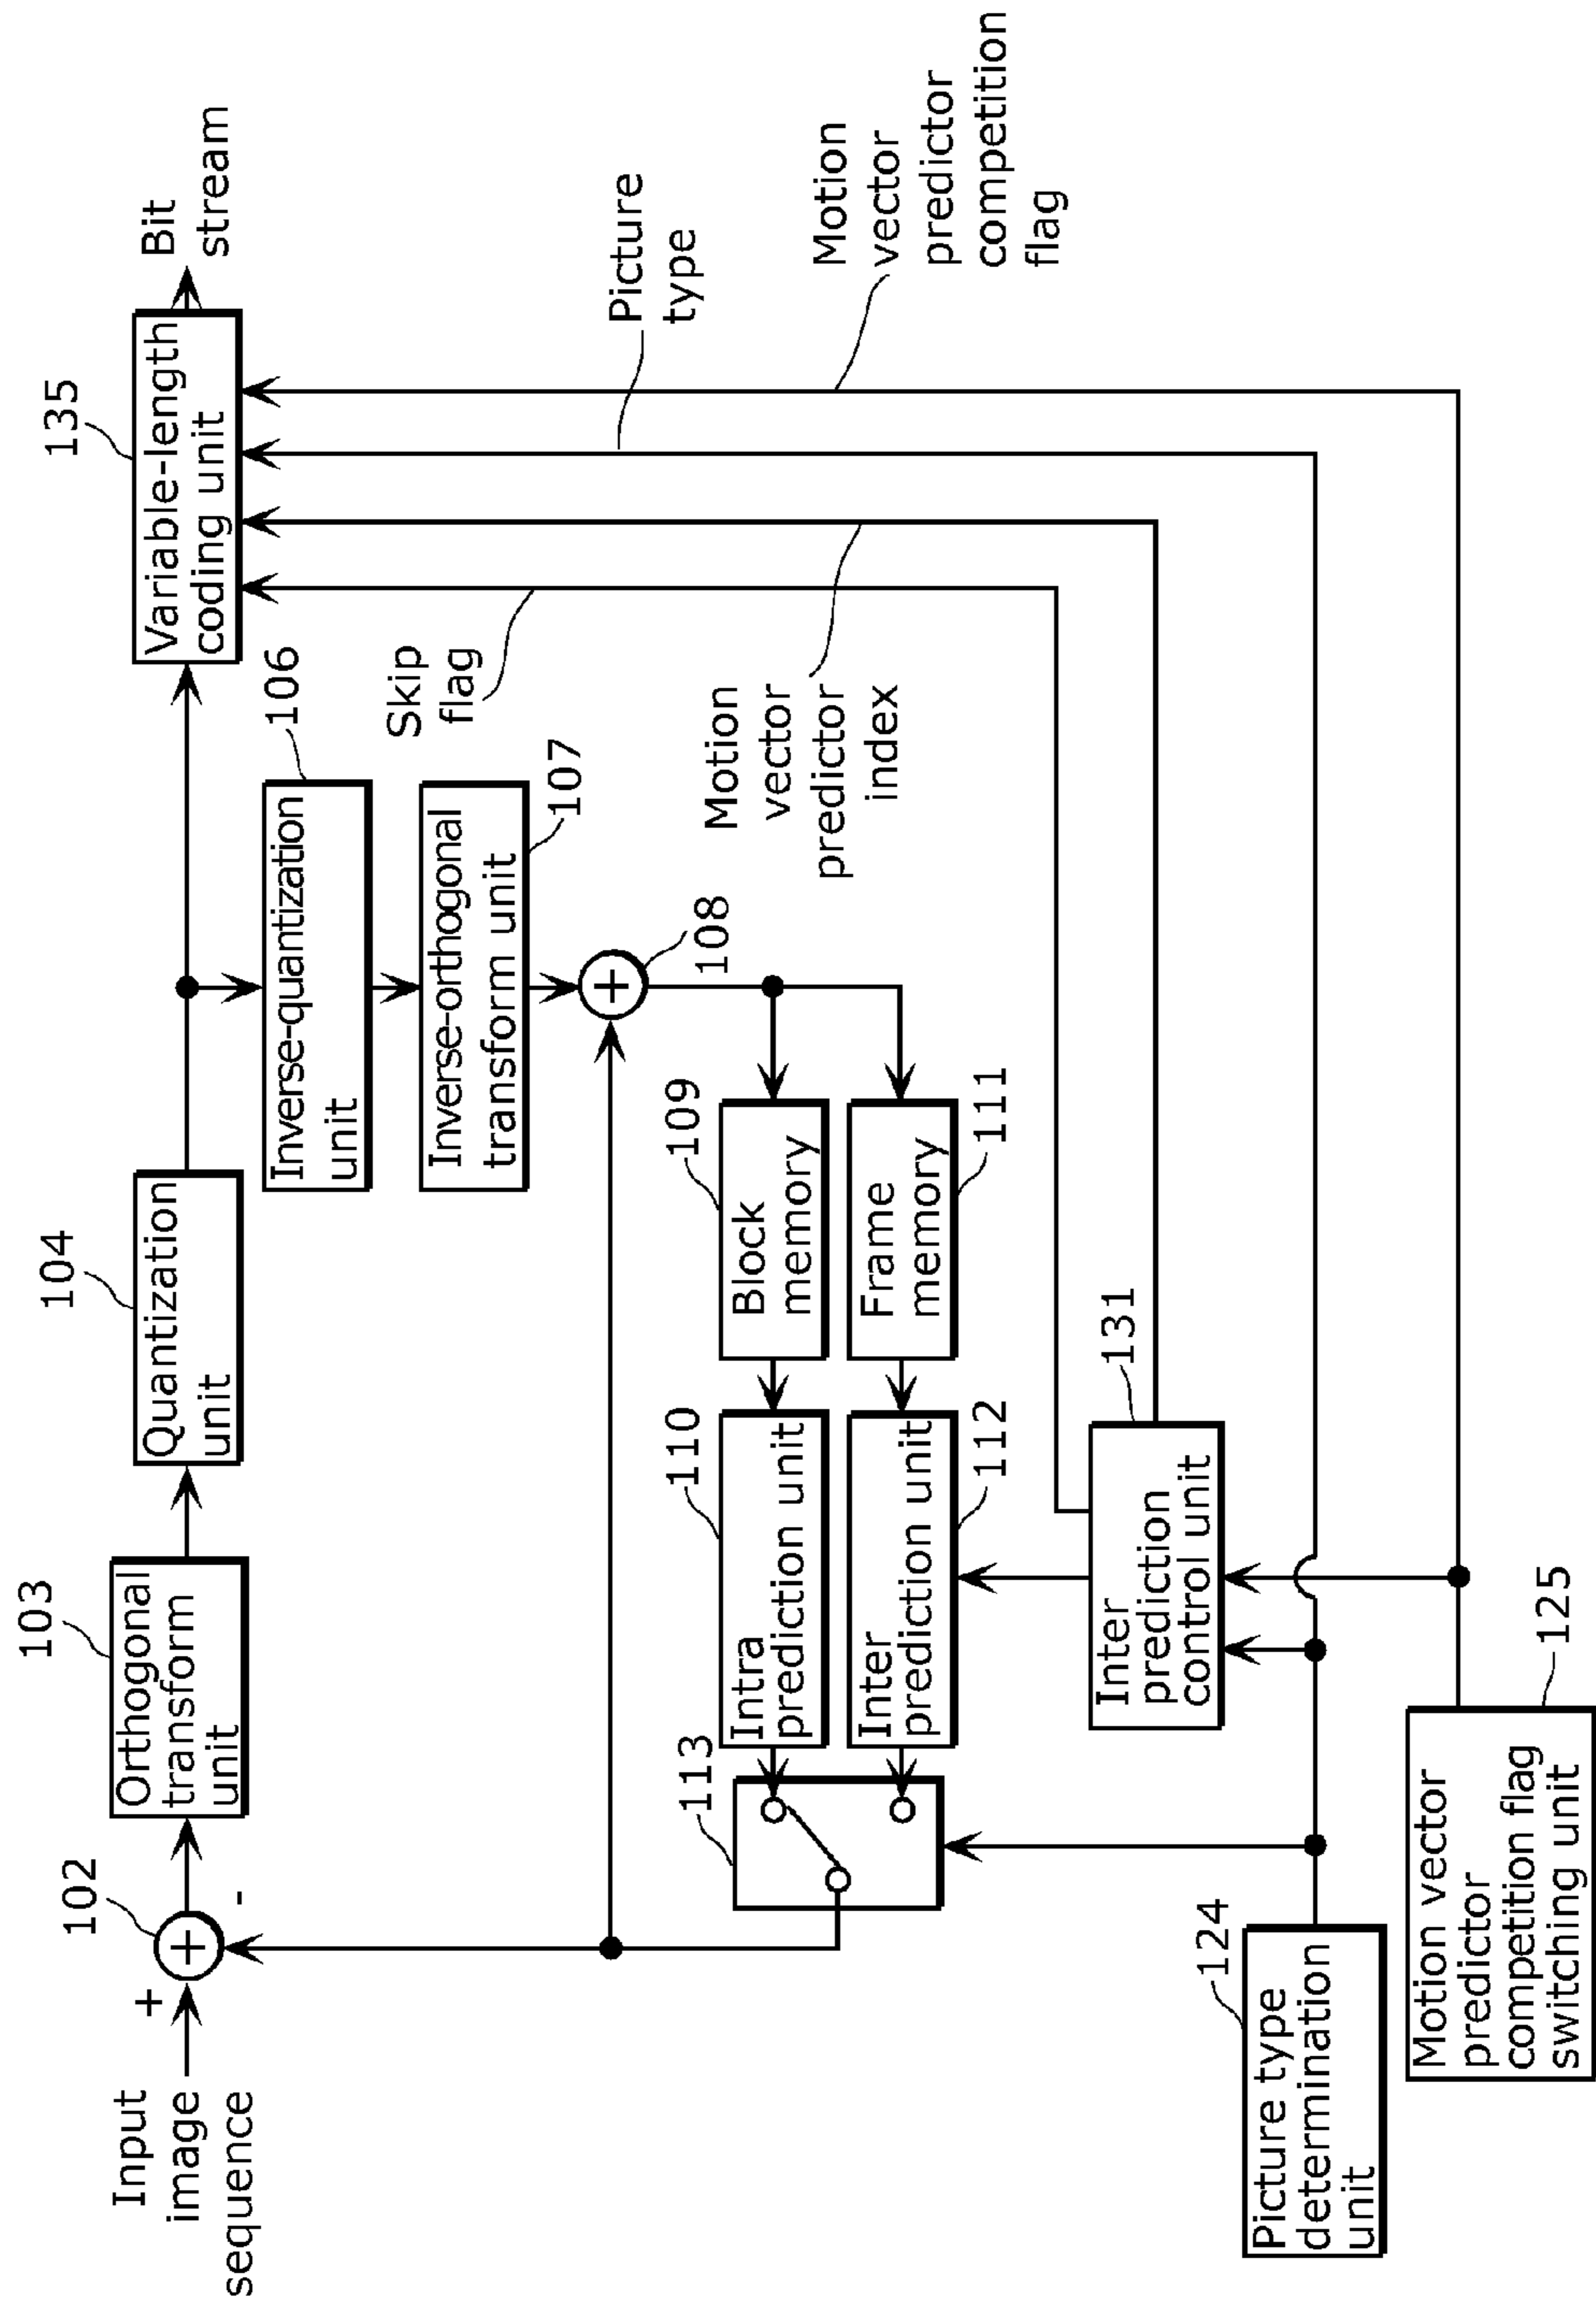 Input
image
sequence
+
-
102
+
103
Orthogonal
transform
unit
104
Quantization
unit
135
Variable-length
coding unit
Bit
stream
106
Inverse-quantization
unit
107
Inverse-orthogonal
transform unit
Skip
flag
+
108
Picture
type
Motion
vector
predictor
index
Motion
vector
predictor
competition
flag
113
110
Intra
prediction unit
109
Block
memory
Inter
prediction unit
112
Frame
memory
111
131
Inter
prediction
control unit
124
Picture type
determination
unit
Motion vector
predictor
competition flag
switching unit
125